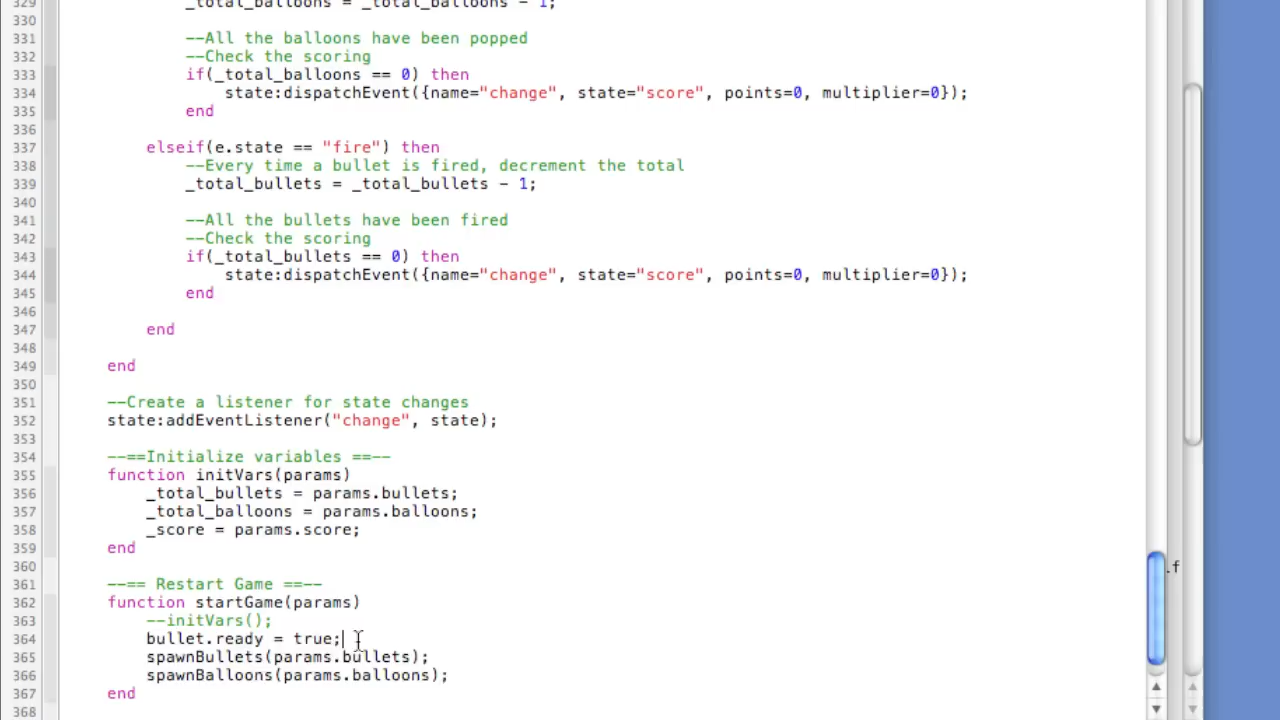 329 _total_balloons = _total_balloons - 1;
330
331 --All the balloons have been popped
332 --Check the scoring
333 if(_total_balloons == 0) then
334 state:dispatchEvent({name="change", state="score", points=0, multiplier=0});
335 end
336
337 elseif(e.state == "fire") then
338 --Every time a bullet is fired, decrement the total
339 _total_bullets = _total_bullets - 1;
340
341 --All the bullets have been fired
342 --Check the scoring
343 if(_total_bullets == 0) then
344 state:dispatchEvent({name="change", state="score", points=0, multiplier=0});
345 end
346
347 end
348
349 end
350
351 --Create a listener for state changes
352 state:addEventListener("change", state);
353
354 --==Initialize variables ==--
355 function initVars(params)
356 _total_bullets = params.bullets;
357 _total_balloons = params.balloons;
358 _score = params.score;
359 end
360
361 --== Restart Game ==--
362 function startGame(params)
363 --initVars();
364 bullet.ready = true;
365 spawnBullets(params.bullets);
366 spawnBalloons(params.balloons);
367 end
368
.f